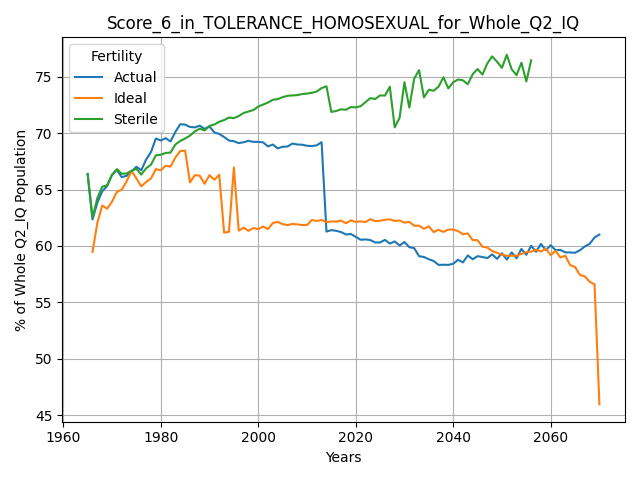 Score_6_in_TOLERANCE_HOMOSEXUAL_for_Whole_Q2_IQ
Fertility
Actual
Ideal
Sterile
% of Whole Q2_IQ Population
75
70
65
60
55
50
45
1960
1980
2000
2020
2040
2060
Years